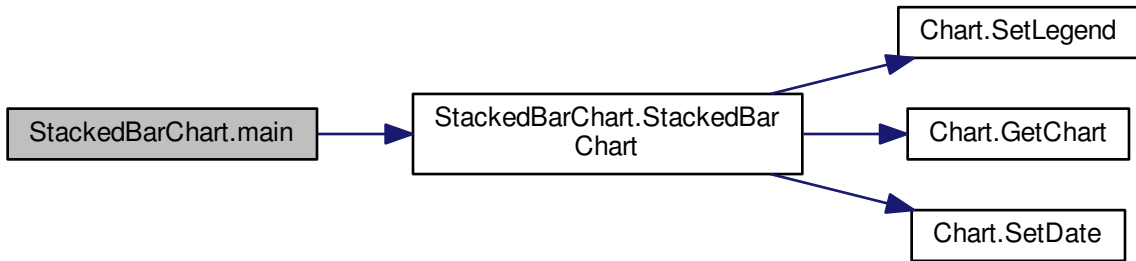 StackedBarChart.main
StackedBarChart.StackedBar
Chart
Chart.SetLegend
Chart.GetChart
Chart.SetDate